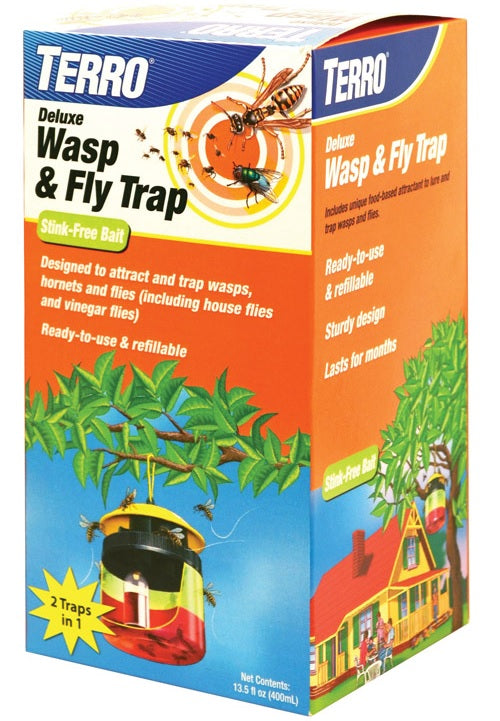 TERRO®
Deluxe
Wasp
& Fly Trap
Stink-Free Bait
Designed to attract and trap wasps,
hornets and flies (including house flies
and vinegar flies)
Ready-to-use & refillable
2 Traps
in 1
Net Contents:
13.5 fl oz (400mL)
TERRO®
Deluxe
Wasp & Fly Trap
Includes unique food-based attractant to lure and
trap wasps and flies.
Ready-to-use
& refillable
Sturdy design
Lasts for months
Stink-Free Bait